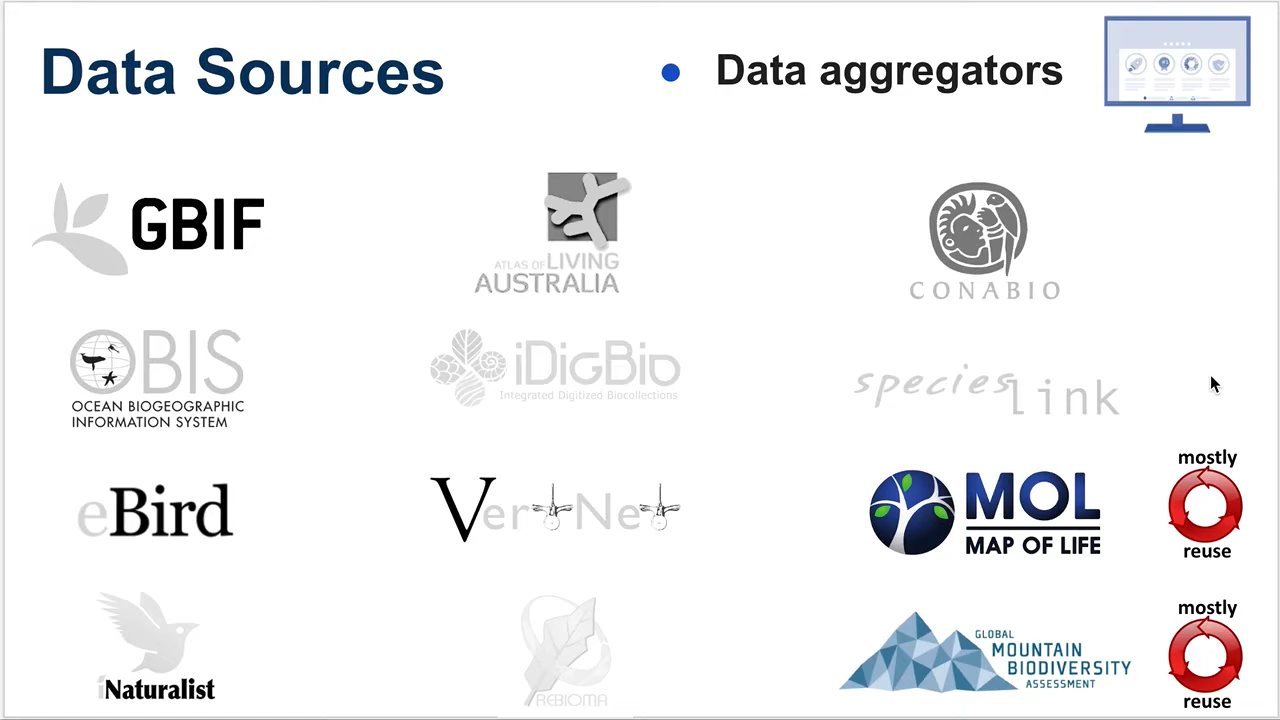 Data Sources
Data aggregators
GBIF
ATLAS OF LIVING
AUSTRALIA
CONABIO
OBIS
OCEAN BIOGEOGRAPHIC
INFORMATION SYSTEM
iDigBio
Integrated Digitized Biocollections
species
link
eBird
VertNet
MOL
MAP OF LIFE
mostly
reuse
iNaturalist
REBIOMA
GLOBAL
MOUNTAIN
BIODIVERSITY
ASSESSMENT
mostly
reuse